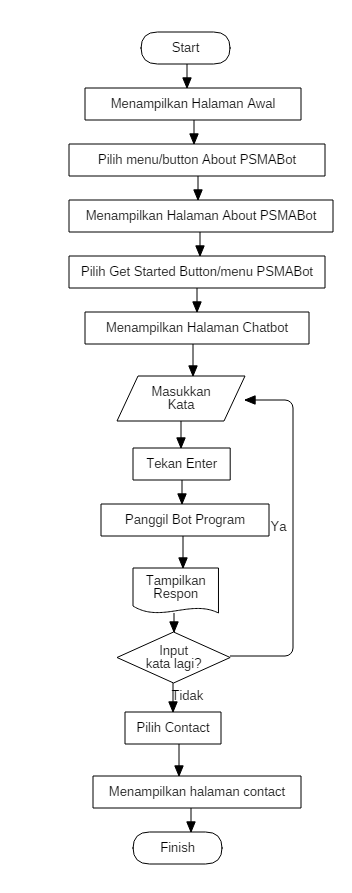 Start
Menampilkan Halaman Awal
Pilih menu/button About PSMABot
Menampilkan Halaman About PSMABot
Pilih Get Started Button/menu PSMABot
Menampilkan Halaman Chatbot
Masukkan
Kata
Tekan Enter
Panggil Bot Program
Ya
Tampilkan
Respon
Input
kata lagi?
Tidak
Pilih Contact
Menampilkan halaman contact
Finish